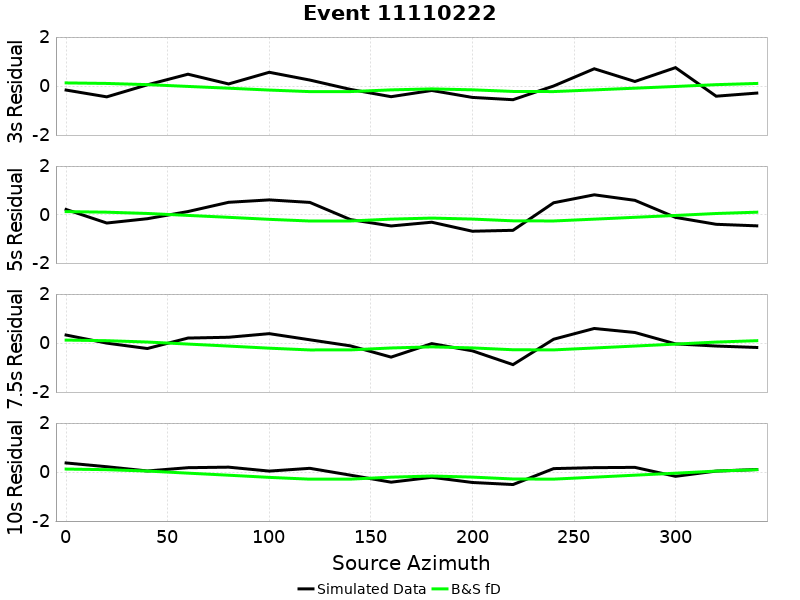 Event 11110222
3s Residual
2
0
-2
5s Residual
2
0
-2
7.5s Residual
2
0
-2
10s Residual
2
0
-2
0 50 100 150 200 250 300
Source Azimuth
Simulated Data B&S fD